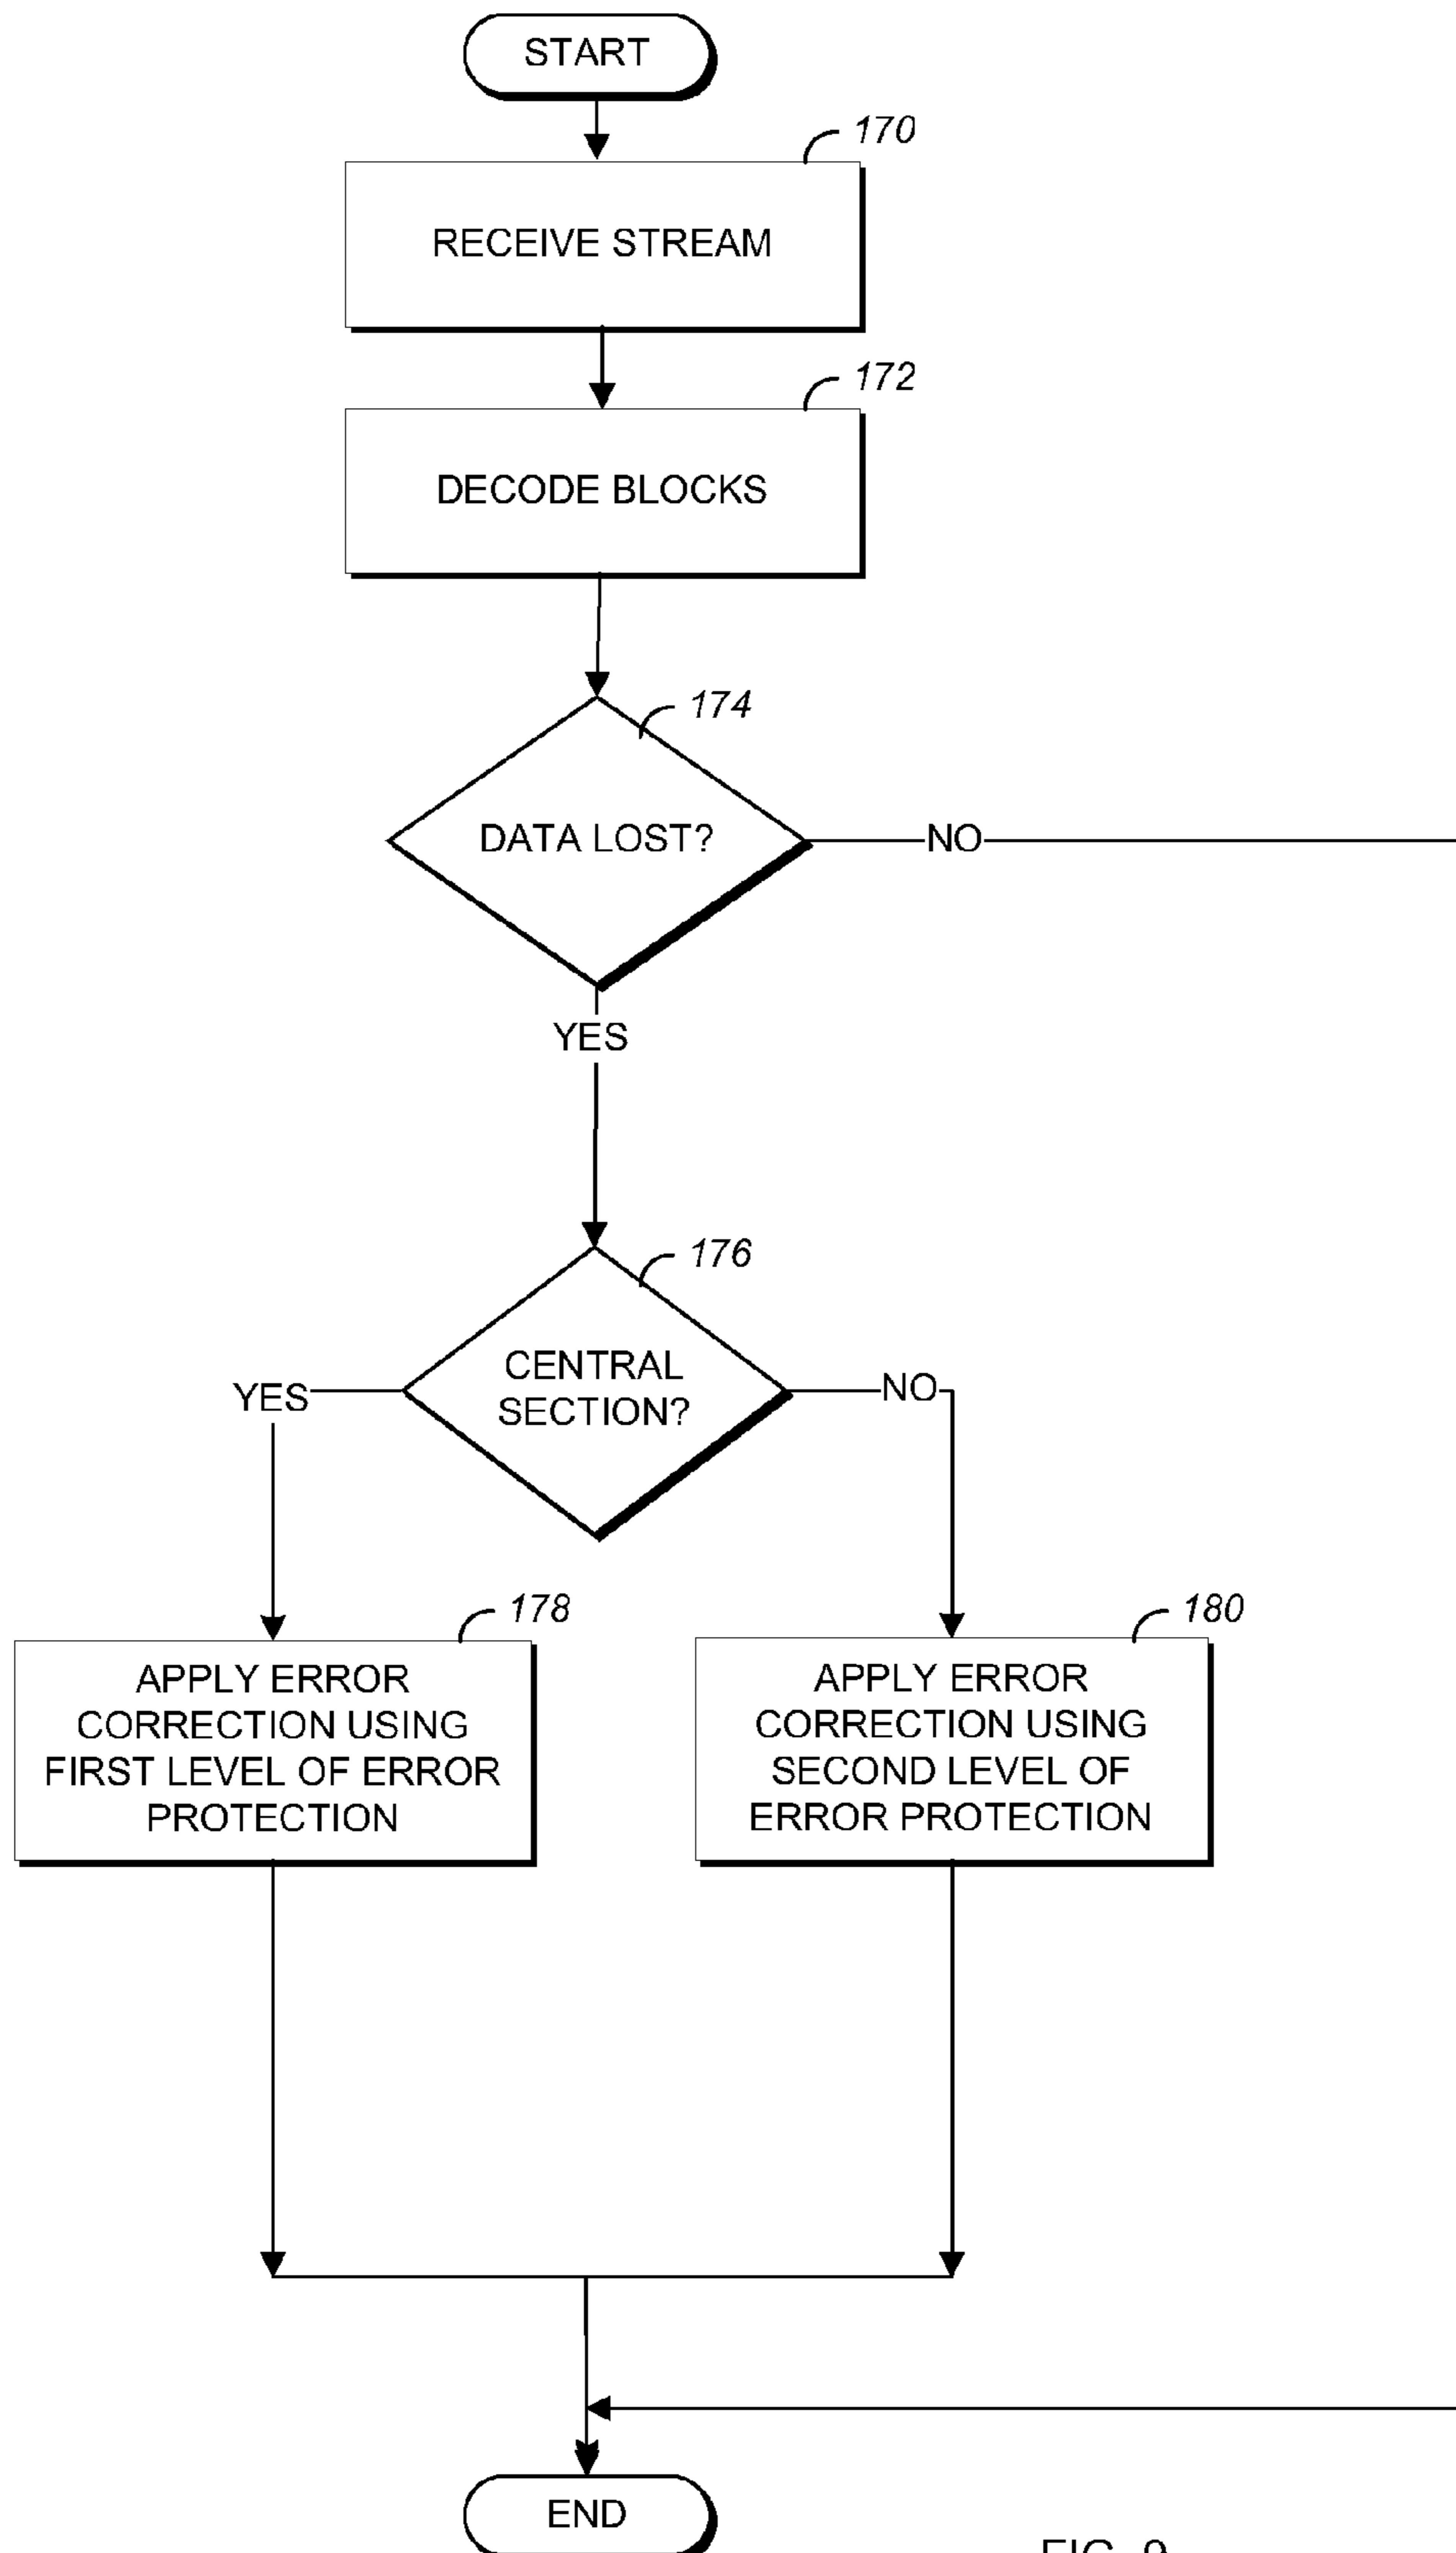 START
170
RECEIVE STREAM
172
DECODE BLOCKS
174
DATA LOST?
NO
YES
176
CENTRAL
SECTION?
YES
NO
178
APPLY ERROR
CORRECTION USING
FIRST LEVEL OF ERROR
PROTECTION
180
APPLY ERROR
CORRECTION USING
SECOND LEVEL OF
ERROR PROTECTION
END
FIG.